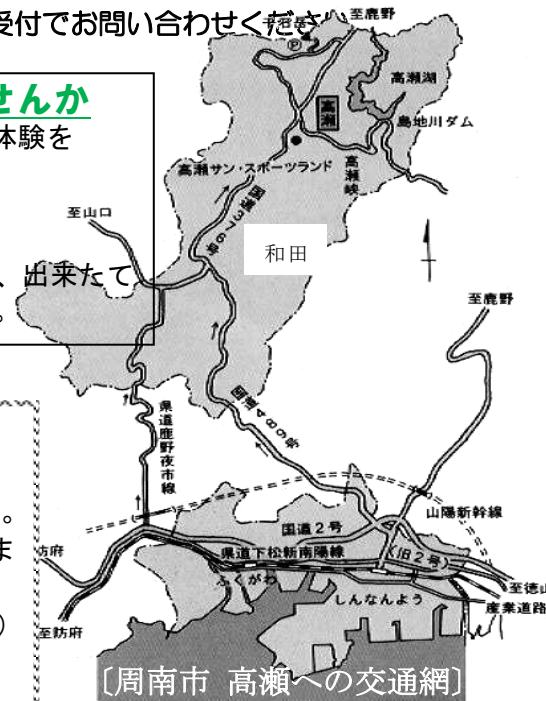 受付でお問い合わせくださ
至鹿野
千石岳
Ⓟ
高瀬湖
せんか
体験を
高瀬
島地川ダム
高瀬峡
高瀬サン・スポーツランド
国道376号
至山口
和田
、出来たて
。
至鹿野
国道489号
県道鹿野夜市線
山陽新幹線
。
国道2号
ま
防府
県道下松新南陽線
(旧2号)
ふくがわ
至徳山
しんなんよう
産業道路
)
至防府
〔周南市 高瀬への交通網〕